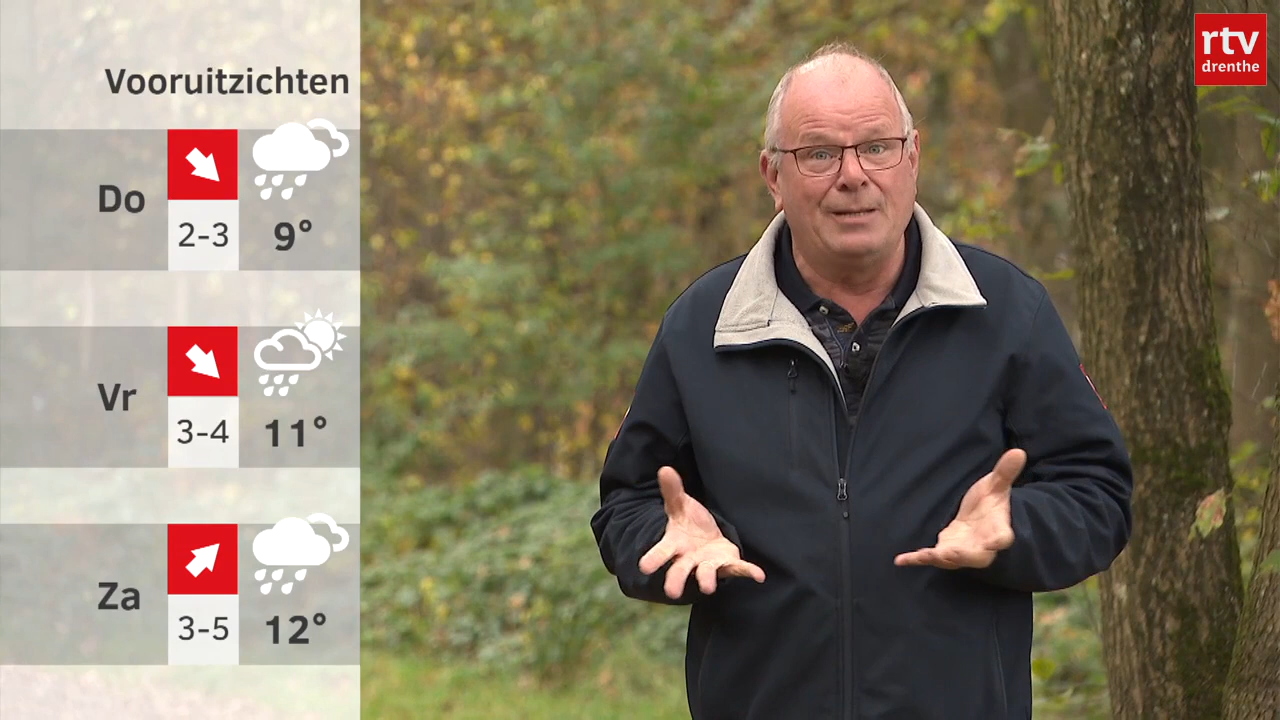 Vooruitzichten
Do
2-3
9°
Vr
3-4
11°
Za
3-5
12°
rtv
drenthe